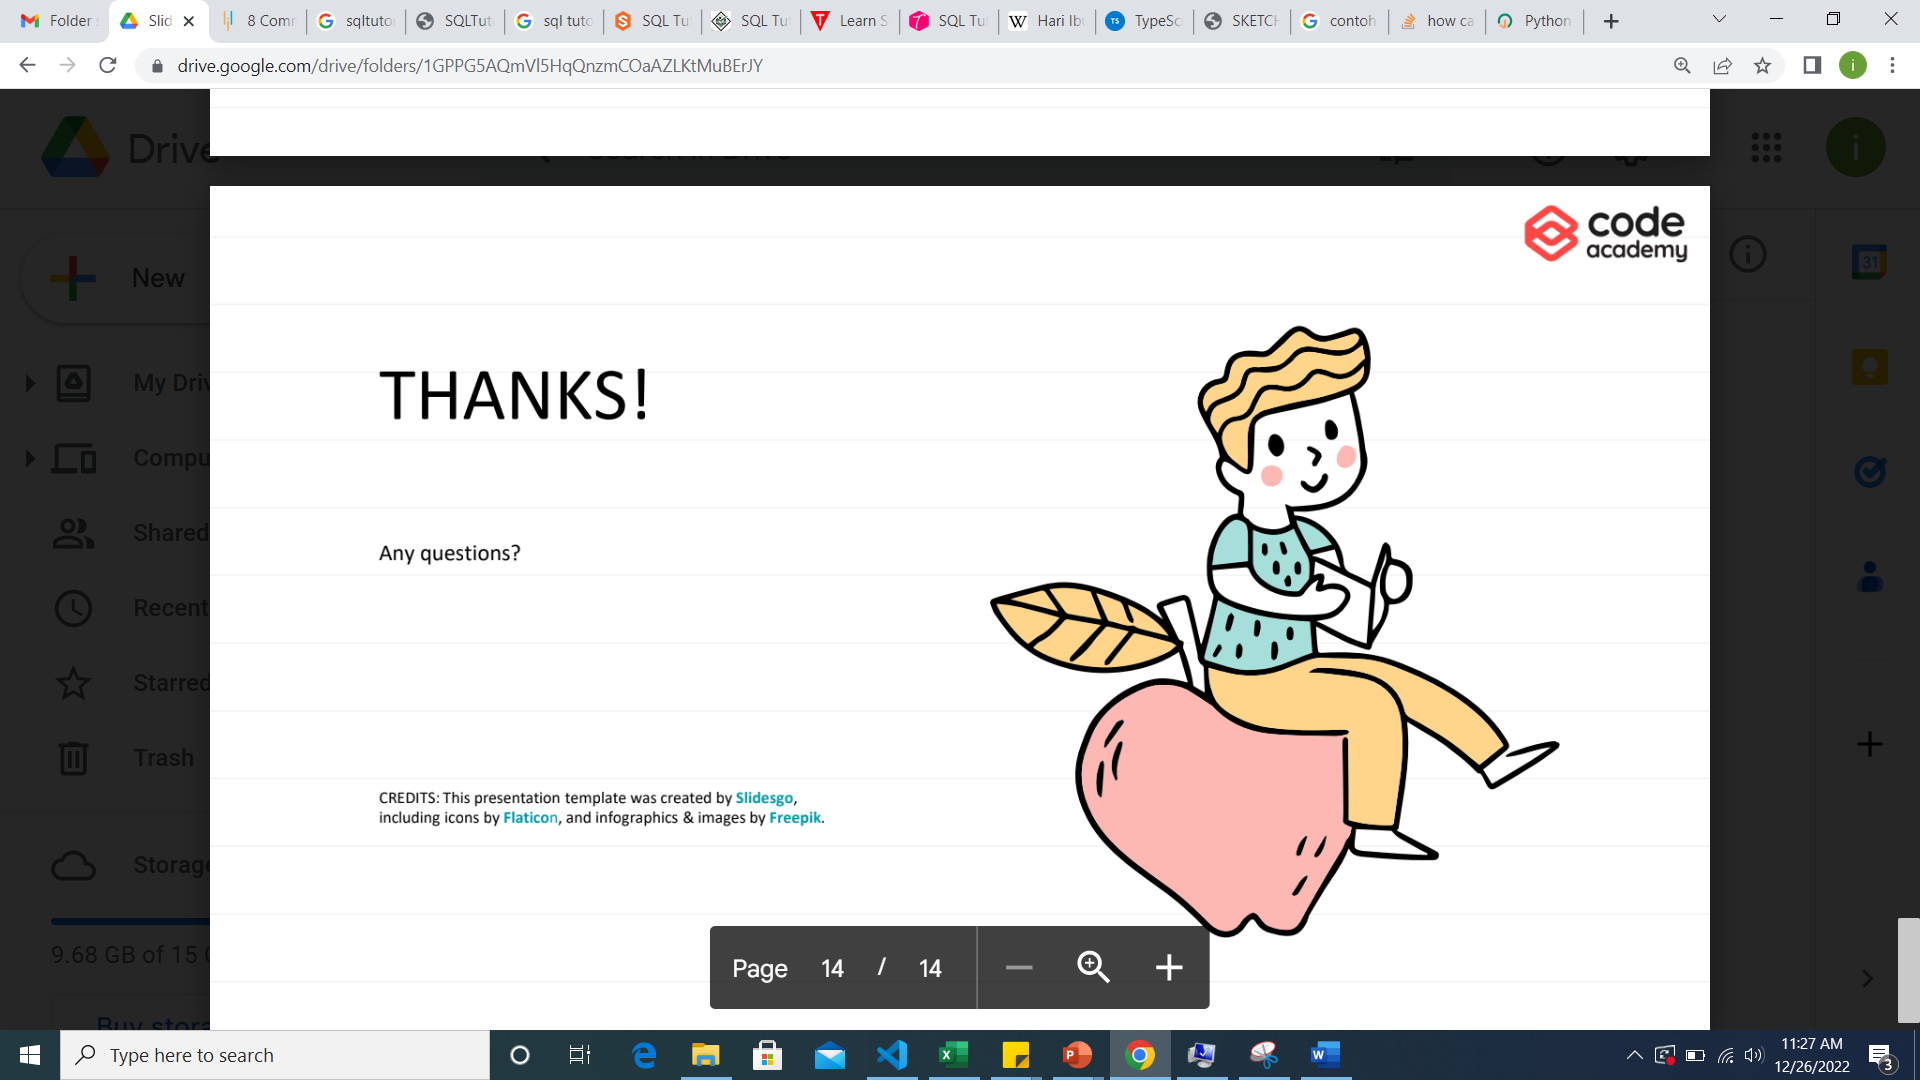 Folder
Slid
8 Comr
sqltuto
SQLTut
sql tuto
SQL Tu
SQL Tu
Learn S
SQL Tu
Hari Ib
TypeSc
SKETCH
contoh
how ca
Python
drive.google.com/drive/folders/1GPPG5AQmVl5HqQnzmCOaAZLKtMuBErJY
i
Drive
i
code
academy
New
31
THANKS!
My Driv
Compu
Shared
Any questions?
Recent
Starred
Trash
CREDITS: This presentation template was created by Slidesgo,
including icons by Flaticon, and infographics & images by Freepik.
Storage
9.68 GB of 15 G
Page 14 / 14
Buy stora
Type here to search
11:27 AM
12/26/2022
3